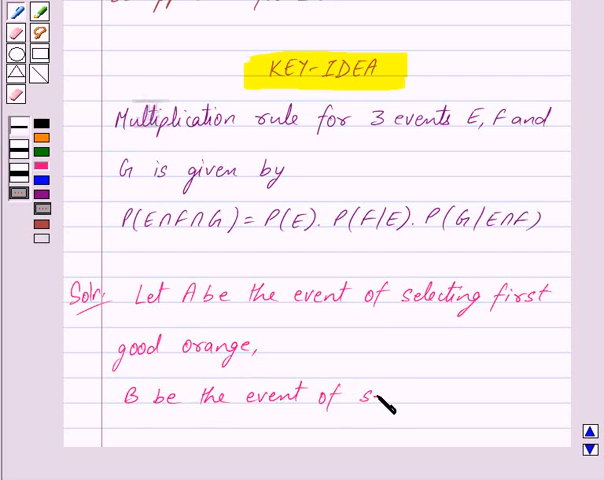 KEY-IDEA
Multiplication rule for 3 events E, F and
G is given by
P(E∩F∩G) = P(E). P(F/E). P(G/E∩F)
Soln: Let A be the event of selecting first
good orange,
B be the event of s